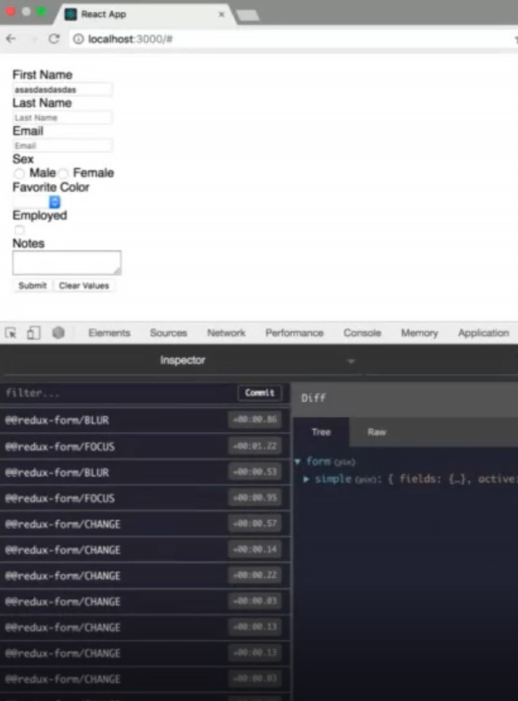 React App
localhost:3000/#
First Name
asasdasdasdas
Last Name
Last Name
Email
Email
Sex
Male Female
Favorite Color
Employed
Notes
Submit Clear Values
Elements Sources Network Performance Console Memory Application
Inspector
filter... Commit Diff
@@redux-form/BLUR +00:00.86
Tree Raw
@@redux-form/FOCUS +00:01.22
form (pin)
@@redux-form/BLUR +00:00.53
simple (pin): { fields: {…}, active:
@@redux-form/FOCUS +00:00.95
@@redux-form/CHANGE +00:00.57
@@redux-form/CHANGE +00:00.14
@@redux-form/CHANGE +00:00.22
@@redux-form/CHANGE +00:00.03
@@redux-form/CHANGE +00:00.13
@@redux-form/CHANGE +00:00.13
@@redux-form/CHANGE +00:00.03